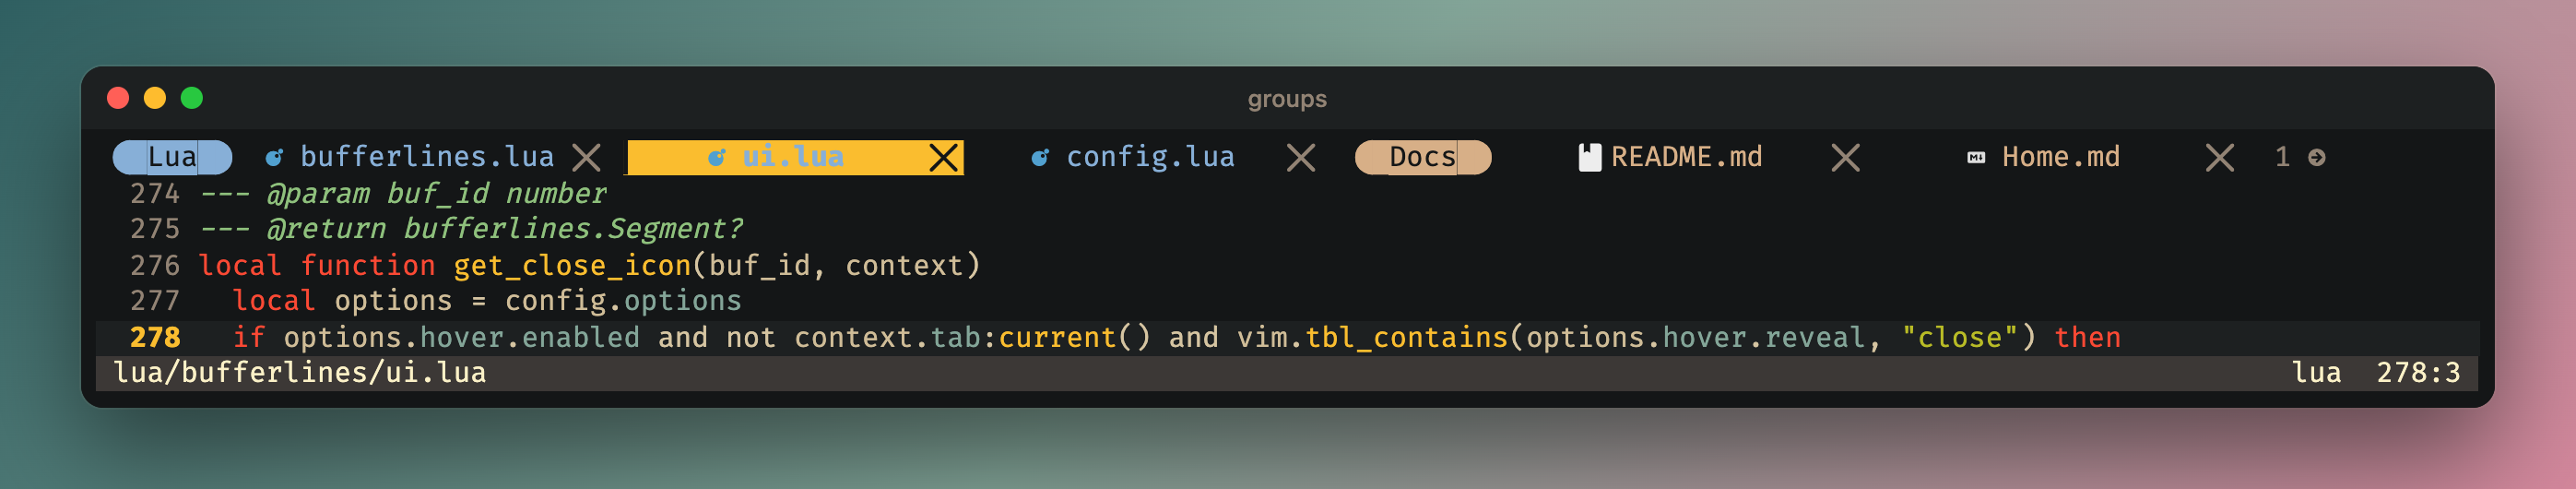 groups
Lua bufferlines.lua ui.lua config.lua Docs README.md Home.md 1
274 --- @param buf_id number
275 --- @return bufferlines.Segment?
276 local function get_close_icon(buf_id, context)
277 local options = config.options
278 if options.hover.enabled and not context.tab:current() and vim.tbl_contains(options.hover.reveal, "close") then
lua/bufferlines/ui.lua lua 278:3